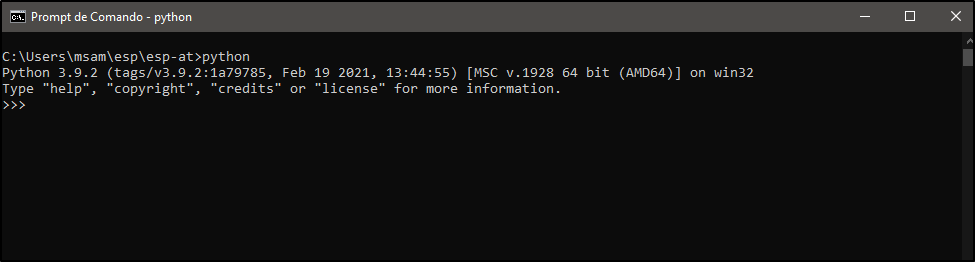 Prompt de Comando - python
C:\Users\msam\esp\esp-at>python
Python 3.9.2 (tags/v3.9.2:1a79785, Feb 19 2021, 13:44:55) [MSC v.1928 64 bit (AMD64)] on win32
Type "help", "copyright", "credits" or "license" for more information.
>>>